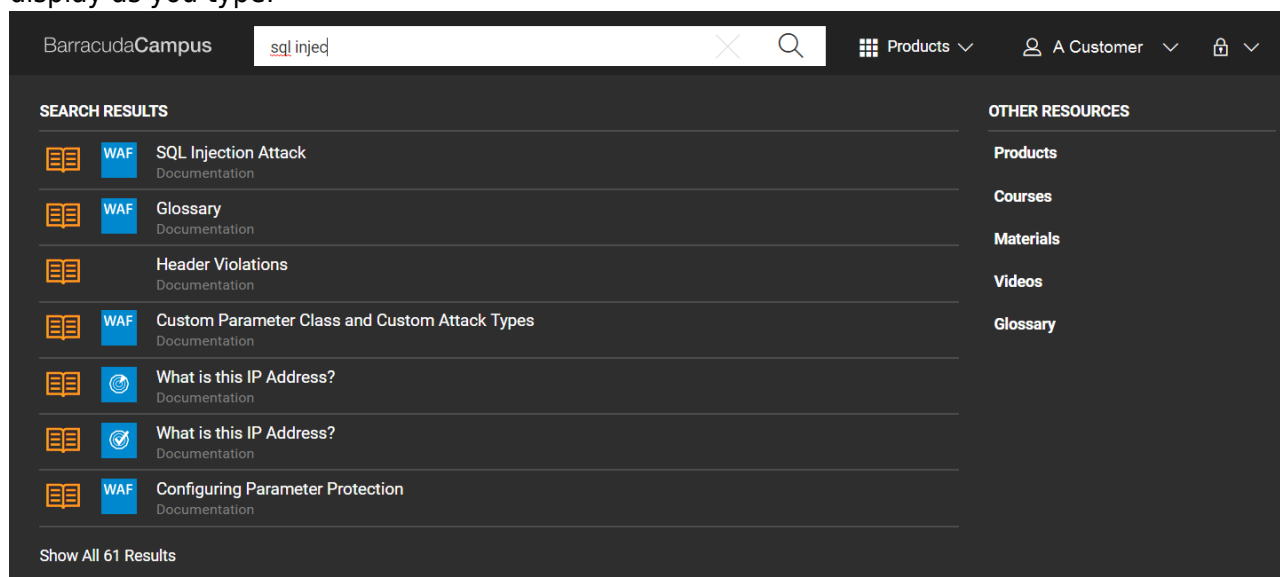 display as you type.
BarracudaCampus sql injec Products A Customer
SEARCH RESULTS
OTHER RESOURCES
WAF SQL Injection Attack
Documentation
WAF Glossary
Documentation
Header Violations
Documentation
WAF Custom Parameter Class and Custom Attack Types
Documentation
What is this IP Address?
Documentation
What is this IP Address?
Documentation
WAF Configuring Parameter Protection
Documentation
Show All 61 Results
Products
Courses
Materials
Videos
Glossary